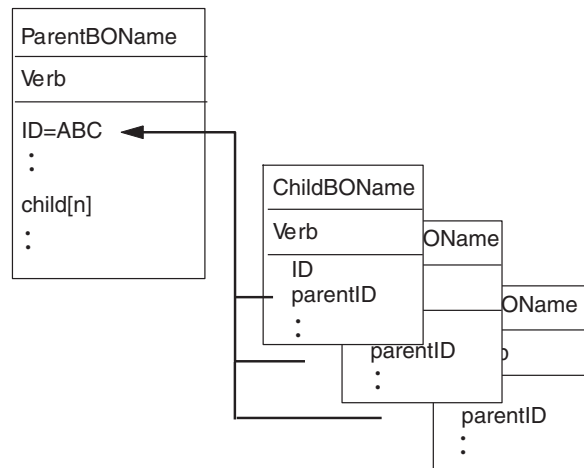 ParentBOName
Verb
ID=ABC
:
child[n]
:
ChildBOName
Verb
ID
parentID
:
OName
parentID
:
OName
b
parentID
: